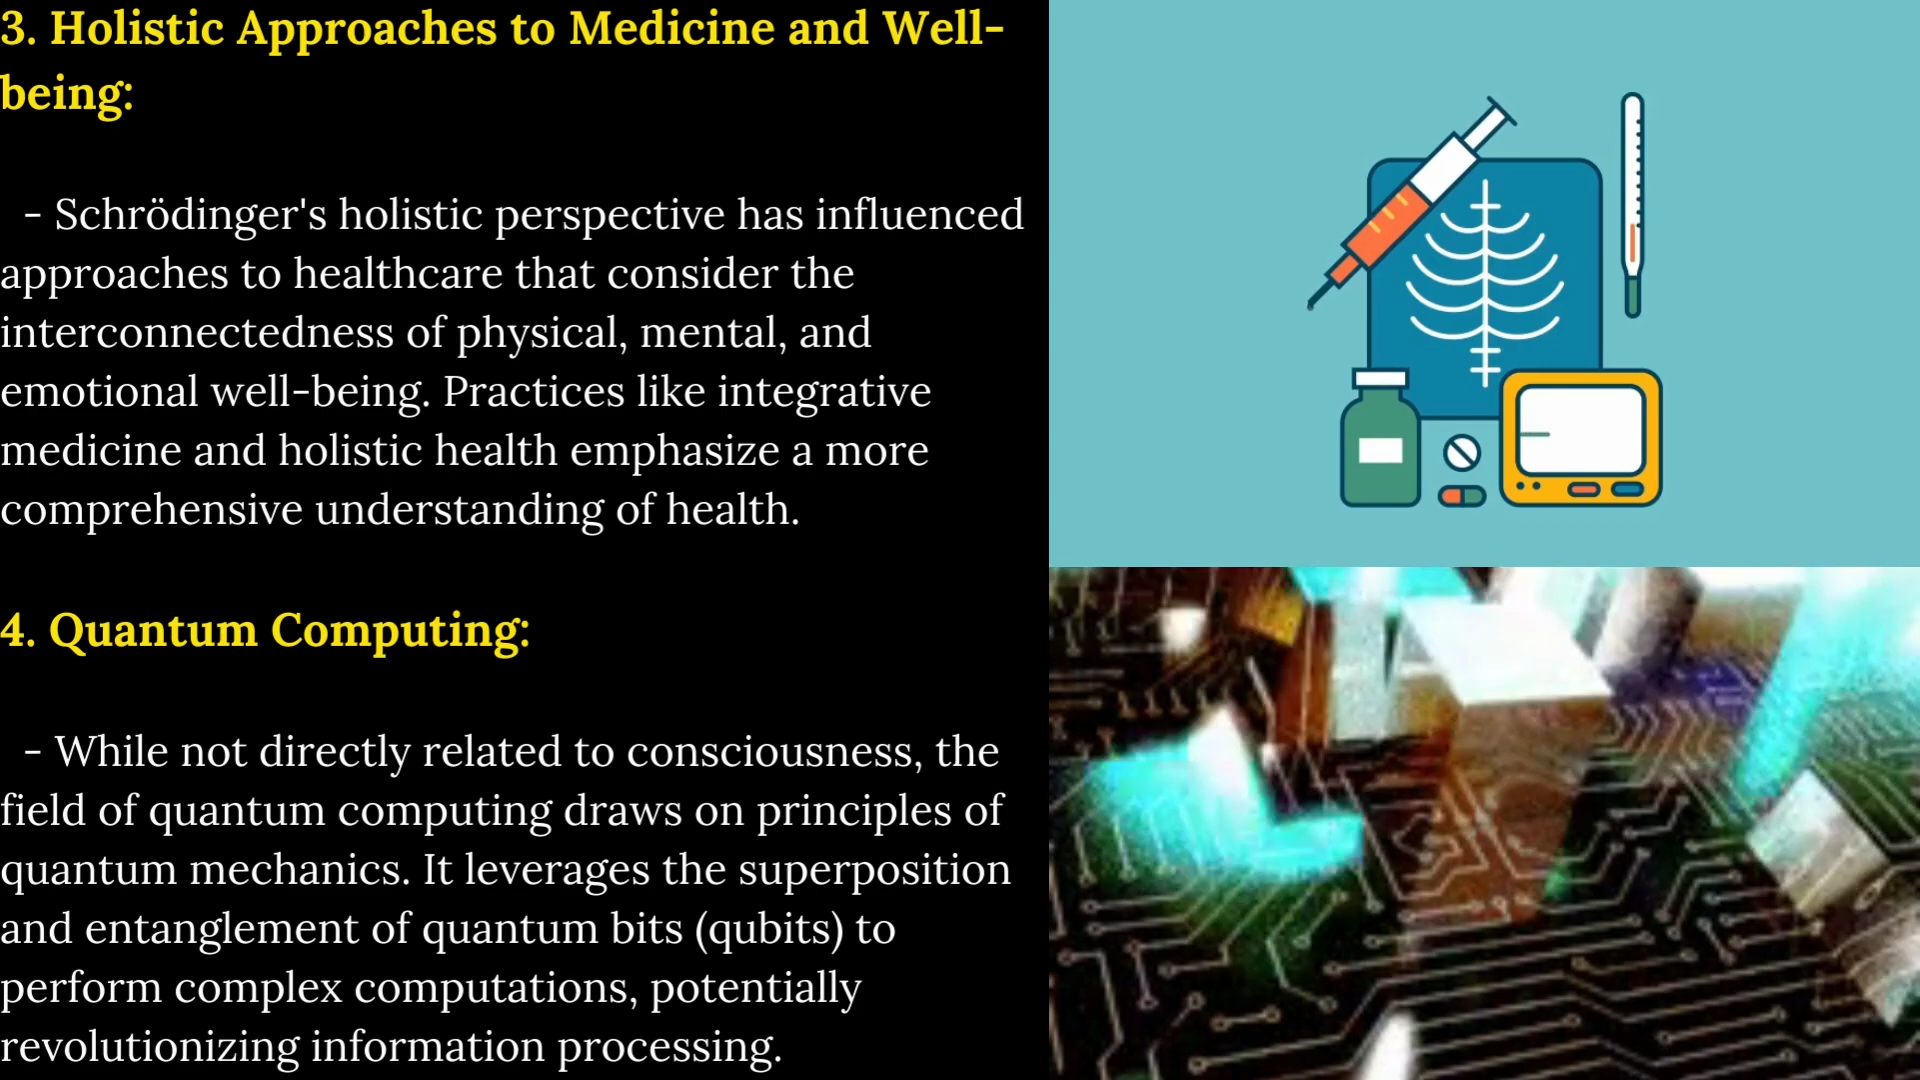 3. Holistic Approaches to Medicine and Well-
being:
- Schrödinger's holistic perspective has influenced
approaches to healthcare that consider the
interconnectedness of physical, mental, and
emotional well-being. Practices like integrative
medicine and holistic health emphasize a more
comprehensive understanding of health.
4. Quantum Computing:
- While not directly related to consciousness, the
field of quantum computing draws on principles of
quantum mechanics. It leverages the superposition
and entanglement of quantum bits (qubits) to
perform complex computations, potentially
revolutionizing information processing.